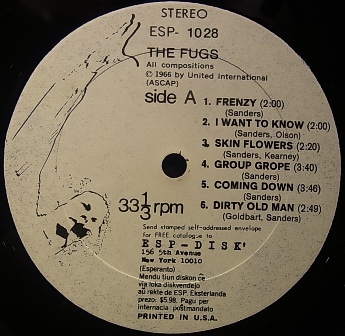 STEREO
ESP- 1028
THE FUGS
All compositions
© 1966 by United International
(ASCAP)
side A
1. FRENZY (2:00)
(Sanders)
2. I WANT TO KNOW (2:00)
(Sanders, Olson)
3. SKIN FLOWERS (2:20)
(Sanders, Kearney)
4. GROUP GROPE (3:40)
(Sanders)
5. COMING DOWN (3:46)
(Sanders)
6. DIRTY OLD MAN (2:49)
(Goldbart, Sanders)
33 1/3 rpm
Send stamped self-addressed envelope
for FREE catalogue to
ESP-DISK'
156 5th Avenue
New York 10010
(Esperanto)
Mendu tiun diskon ĉe
via loka diskvendejo
aŭ rekte de ESP. Eksterlanda
prezo: $5.98. Pagu per
internacia poŝtmandato
PRINTED IN U.S.A.